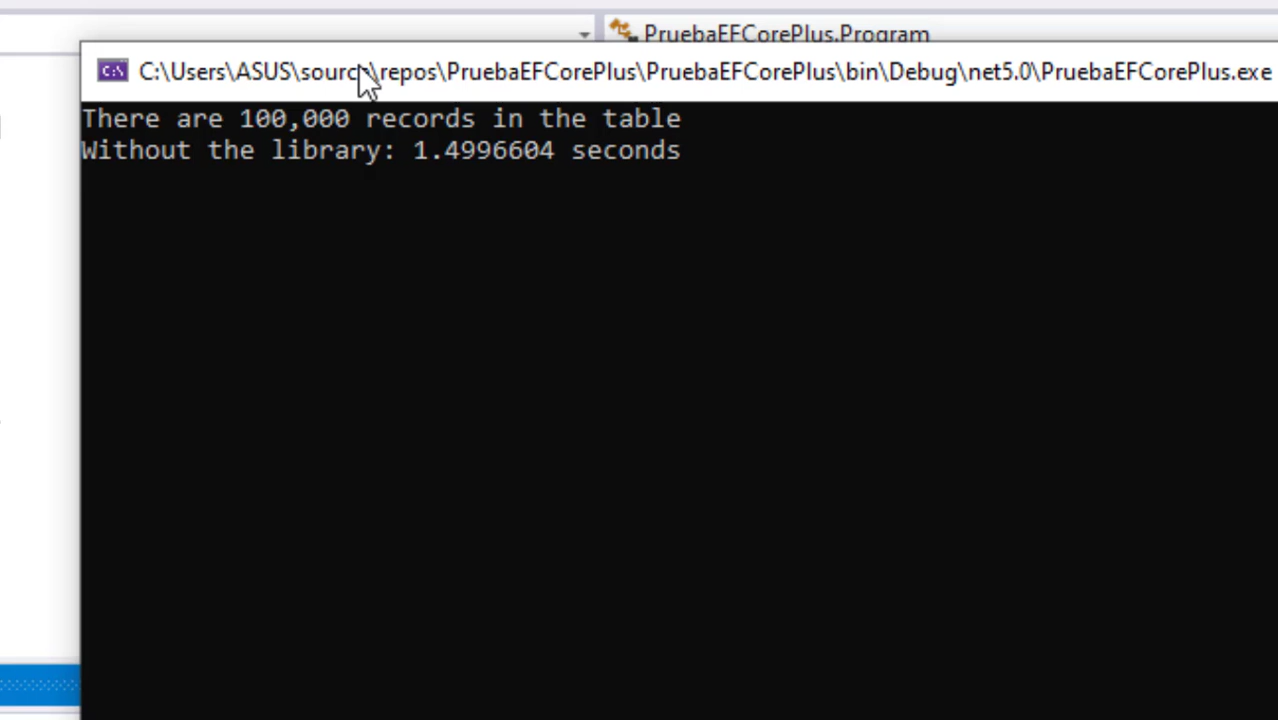 PruebaEFCorePlus.Program
C:\Users\ASUS\source\repos\PruebaEFCorePlus\PruebaEFCorePlus\bin\Debug\net5.0\PruebaEFCorePlus.exe
There are 100,000 records in the table
Without the library: 1.4996604 seconds